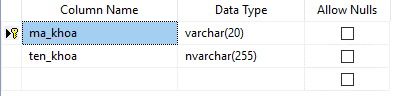 Column Name Data Type Allow Nulls
ma_khoa varchar(20)
ten_khoa nvarchar(255)